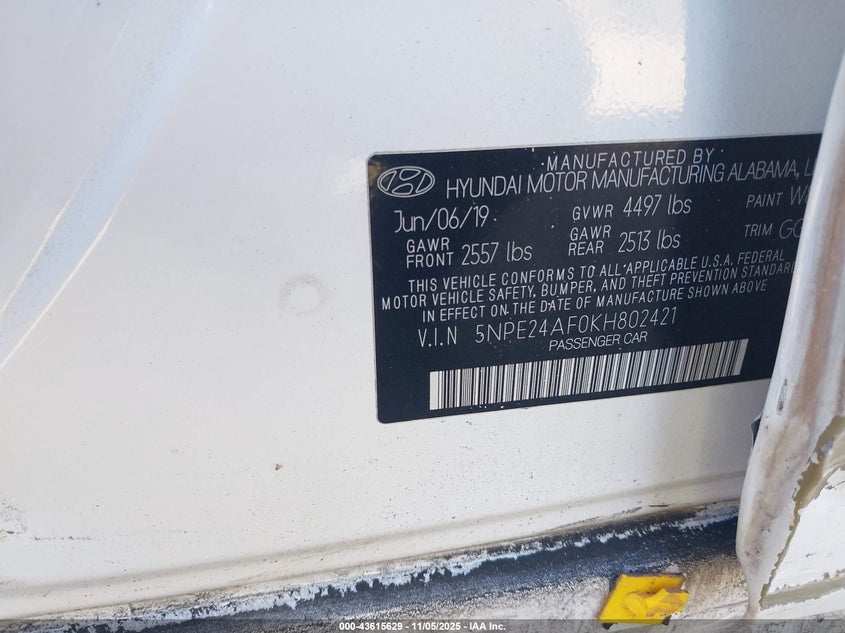 MANUFACTURED BY
HYUNDAI MOTOR MANUFACTURING ALABAMA,
Jun/06/19 GVWR 4497 lbs PAINT
GAWR FRONT 2557 lbs GAWR REAR 2513 lbs TRIM
THIS VEHICLE CONFORMS TO ALL APPLICABLE U.S.A. FEDERAL
MOTOR VEHICLE SAFETY, BUMPER, AND THEFT PREVENTION STANDARD
IN EFFECT ON THE DATE OF MANUFACTURE SHOWN ABOVE
V.I.N 5NPE24AF0KH802421
PASSENGER CAR
000-43615629 - 11/05/2025 - IAA Inc.